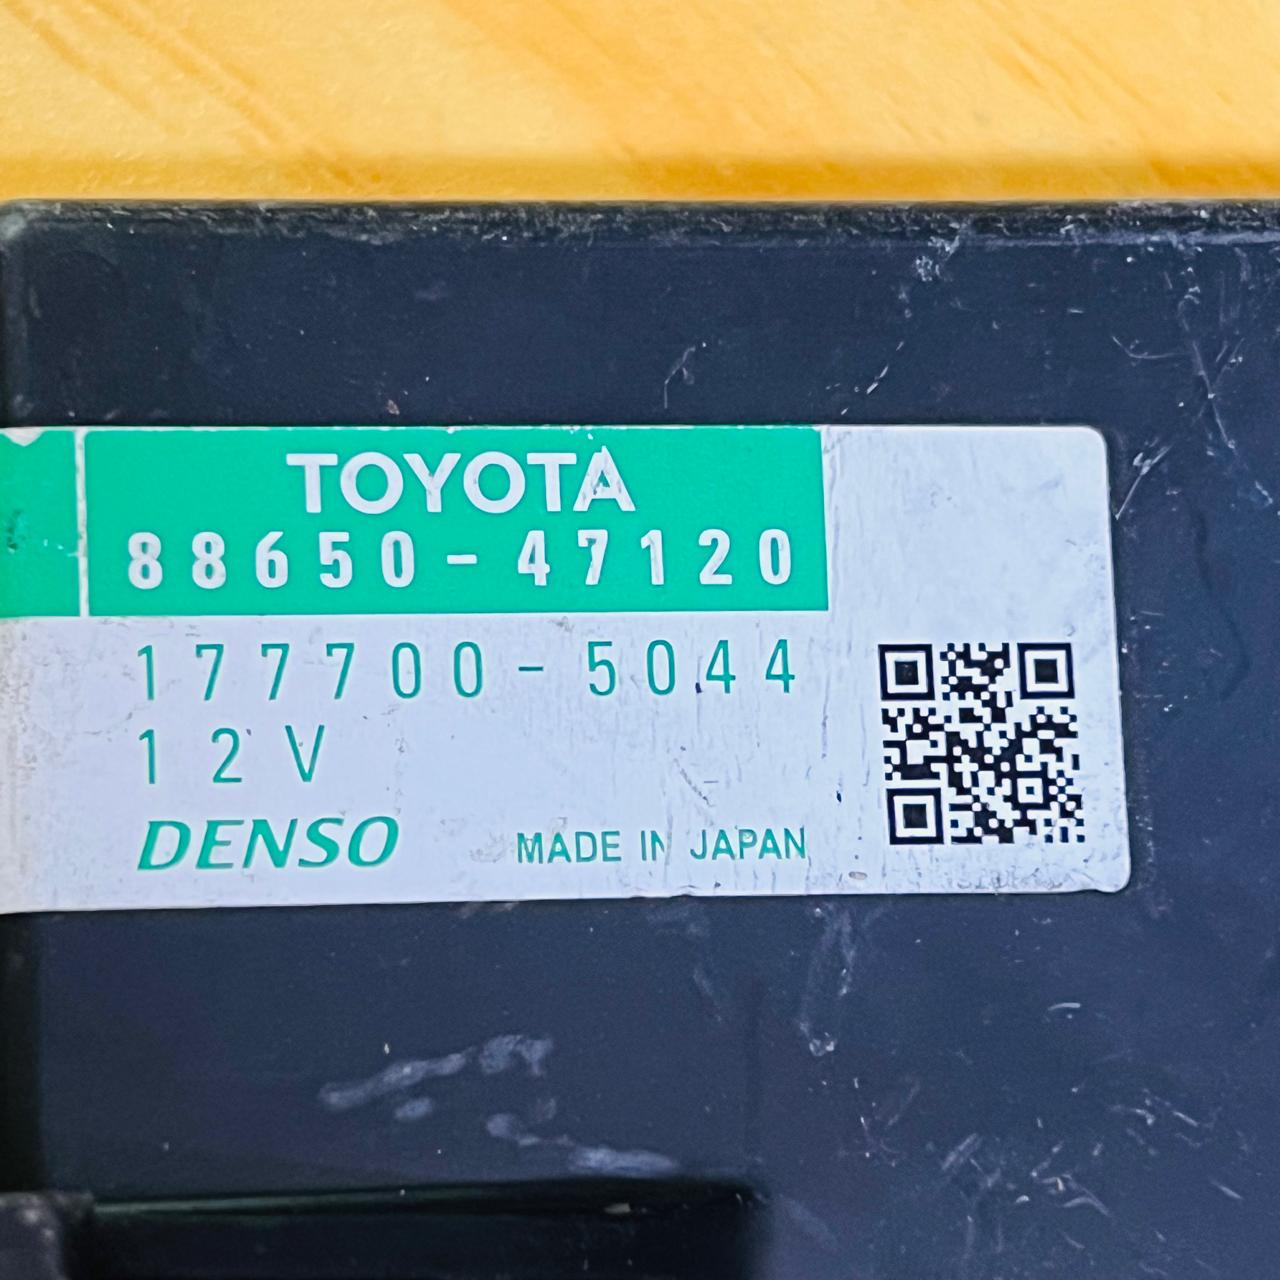 TOYOTA
88650-47120
177700-5044
12V
DENSO
MADE IN JAPAN